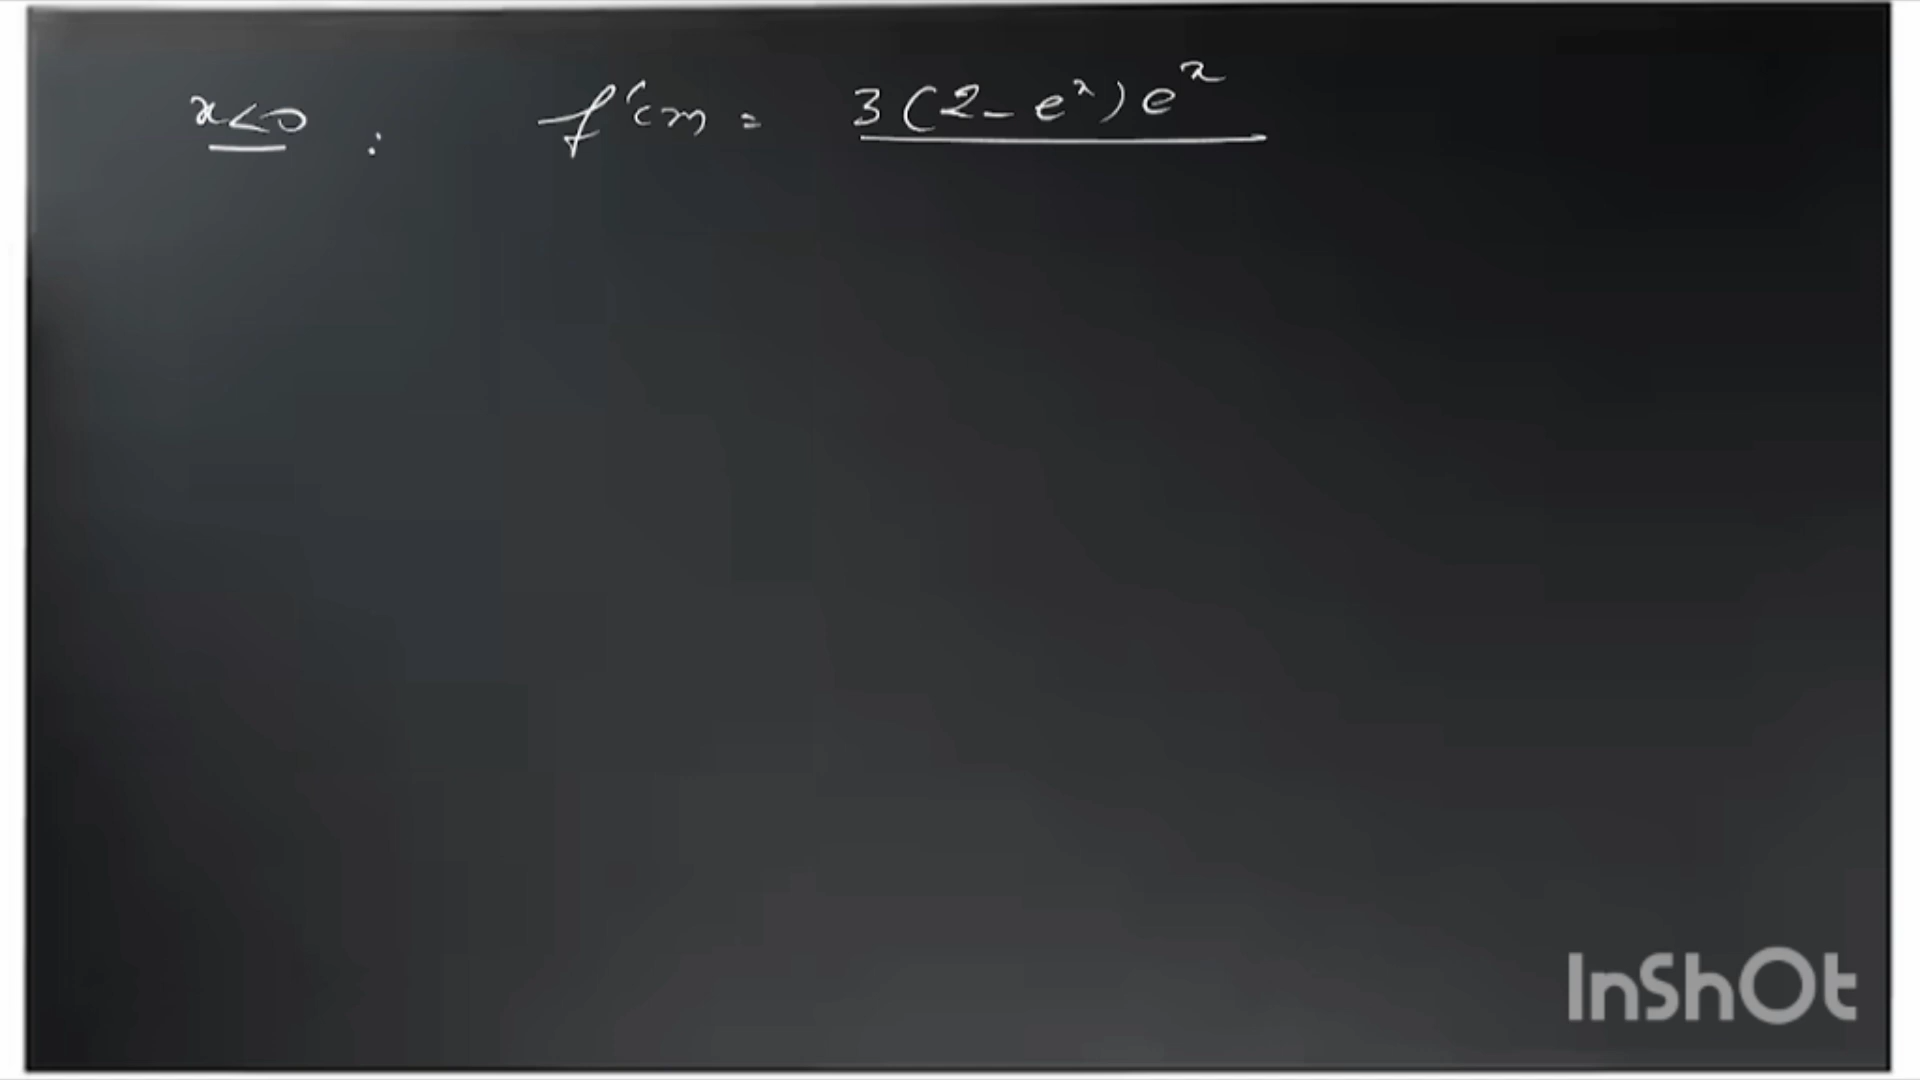 x<0 : f'(x) = 3(2-e^x)e^x
InShOt